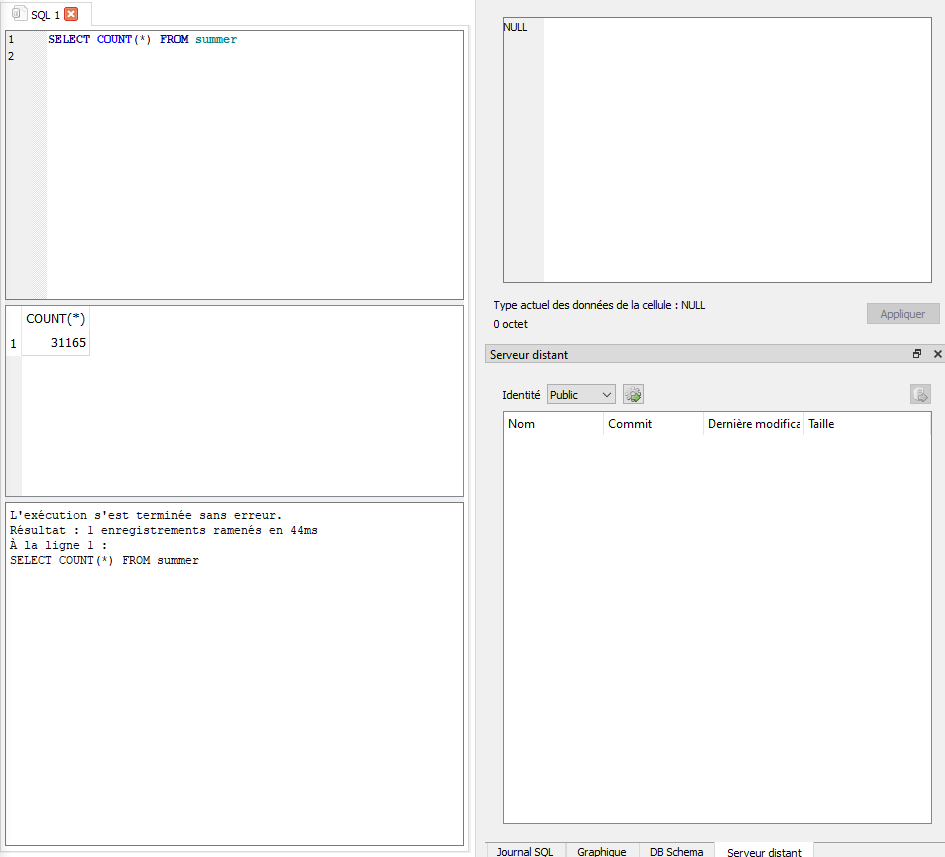 SQL 1
1 SELECT COUNT(*) FROM summer
2
COUNT(*)
1 31165
L'exécution s'est terminée sans erreur.
Résultat : 1 enregistrements ramenés en 44ms
À la ligne 1 :
SELECT COUNT(*) FROM summer
NULL
Type actuel des données de la cellule : NULL
0 octet
Appliquer
Serveur distant
Identité Public
Nom Commit Dernière modifica Taille
Journal SQL Graphique DB Schema Serveur distant